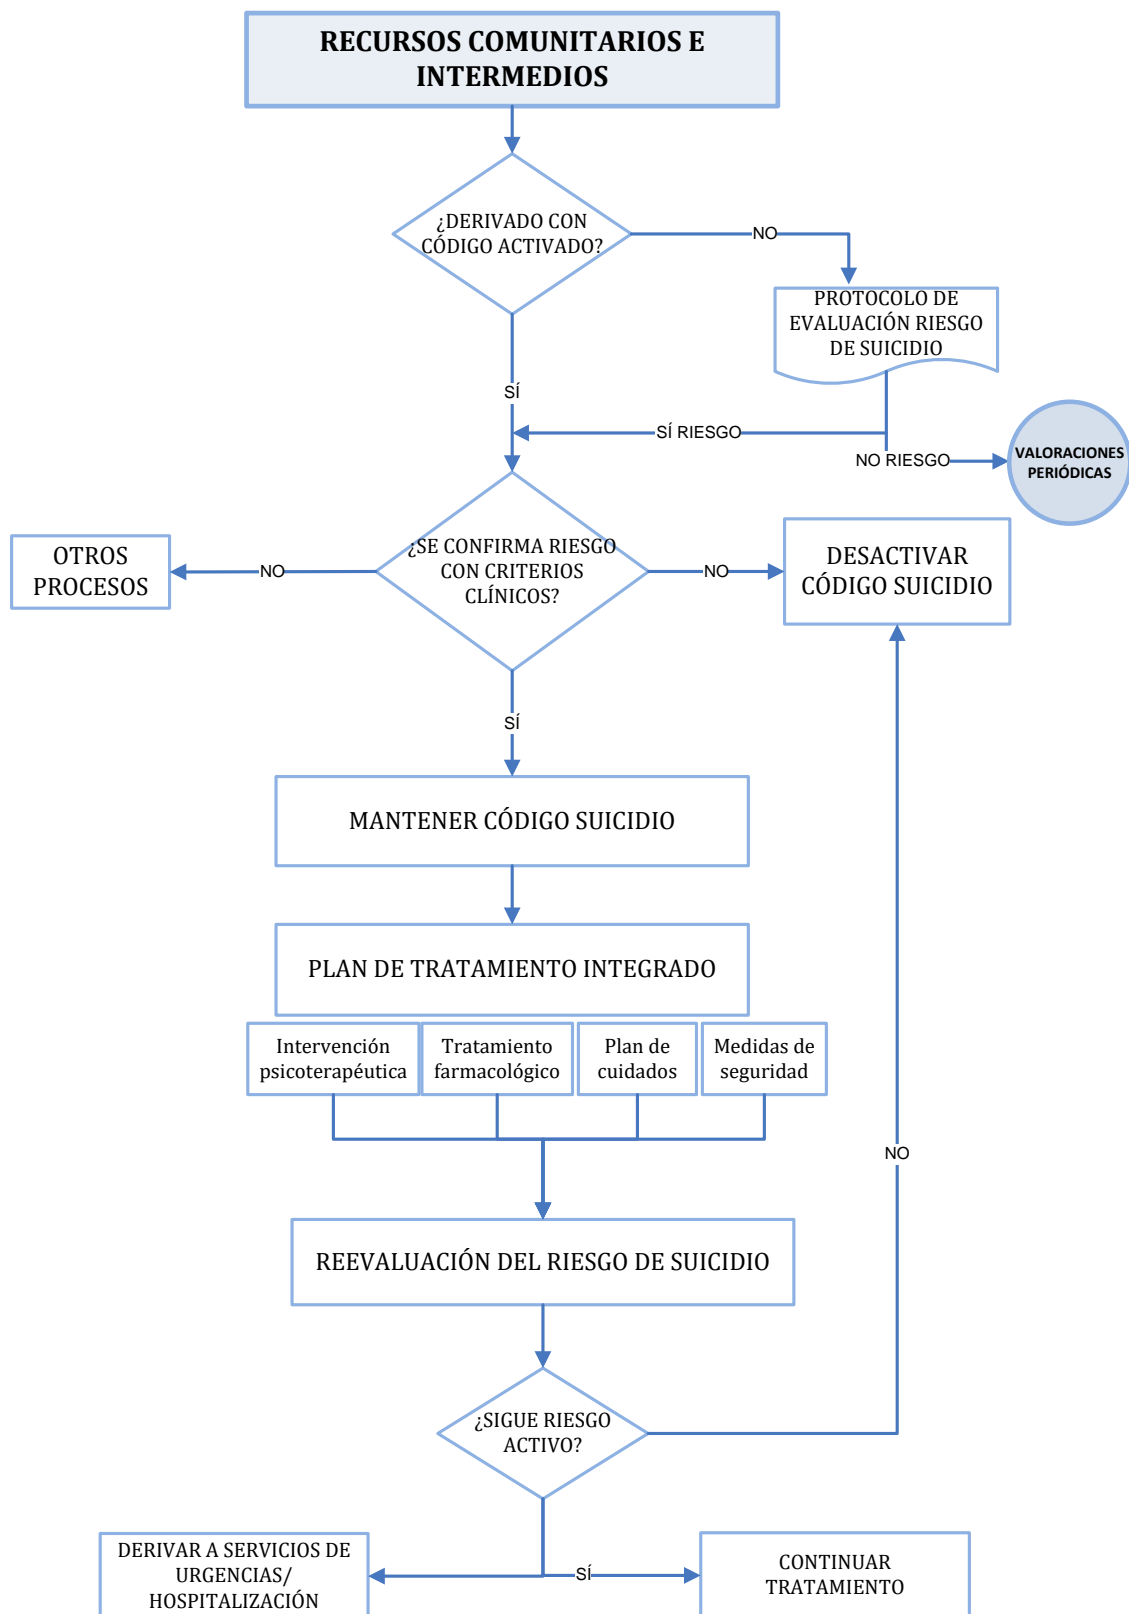 RECURSOS COMUNITARIOS E
INTERMEDIOS
¿DERIVADO CON
CÓDIGO ACTIVADO?
NO
PROTOCOLO DE
EVALUACIÓN RIESGO
DE SUICIDIO
SÍ
SÍ RIESGO
NO RIESGO
VALORACIONES
PERIÓDICAS
OTROS
PROCESOS
NO
¿SE CONFIRMA RIESGO
CON CRITERIOS
CLÍNICOS?
NO
DESACTIVAR
CÓDIGO SUICIDIO
SÍ
MANTENER CÓDIGO SUICIDIO
PLAN DE TRATAMIENTO INTEGRADO
Intervención
psicoterapéutica
Tratamiento
farmacológico
Plan de
cuidados
Medidas de
seguridad
NO
REEVALUACIÓN DEL RIESGO DE SUICIDIO
¿SIGUE RIESGO
ACTIVO?
DERIVAR A SERVICIOS DE
URGENCIAS/
HOSPITALIZACIÓN
SÍ
CONTINUAR
TRATAMIENTO